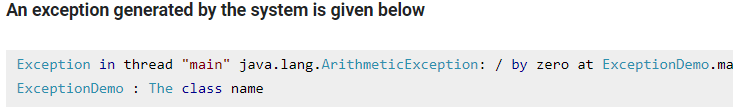 An exception generated by the system is given below
Exception in thread "main" java.lang.ArithmeticException: / by zero at ExceptionDemo.ma
ExceptionDemo : The class name